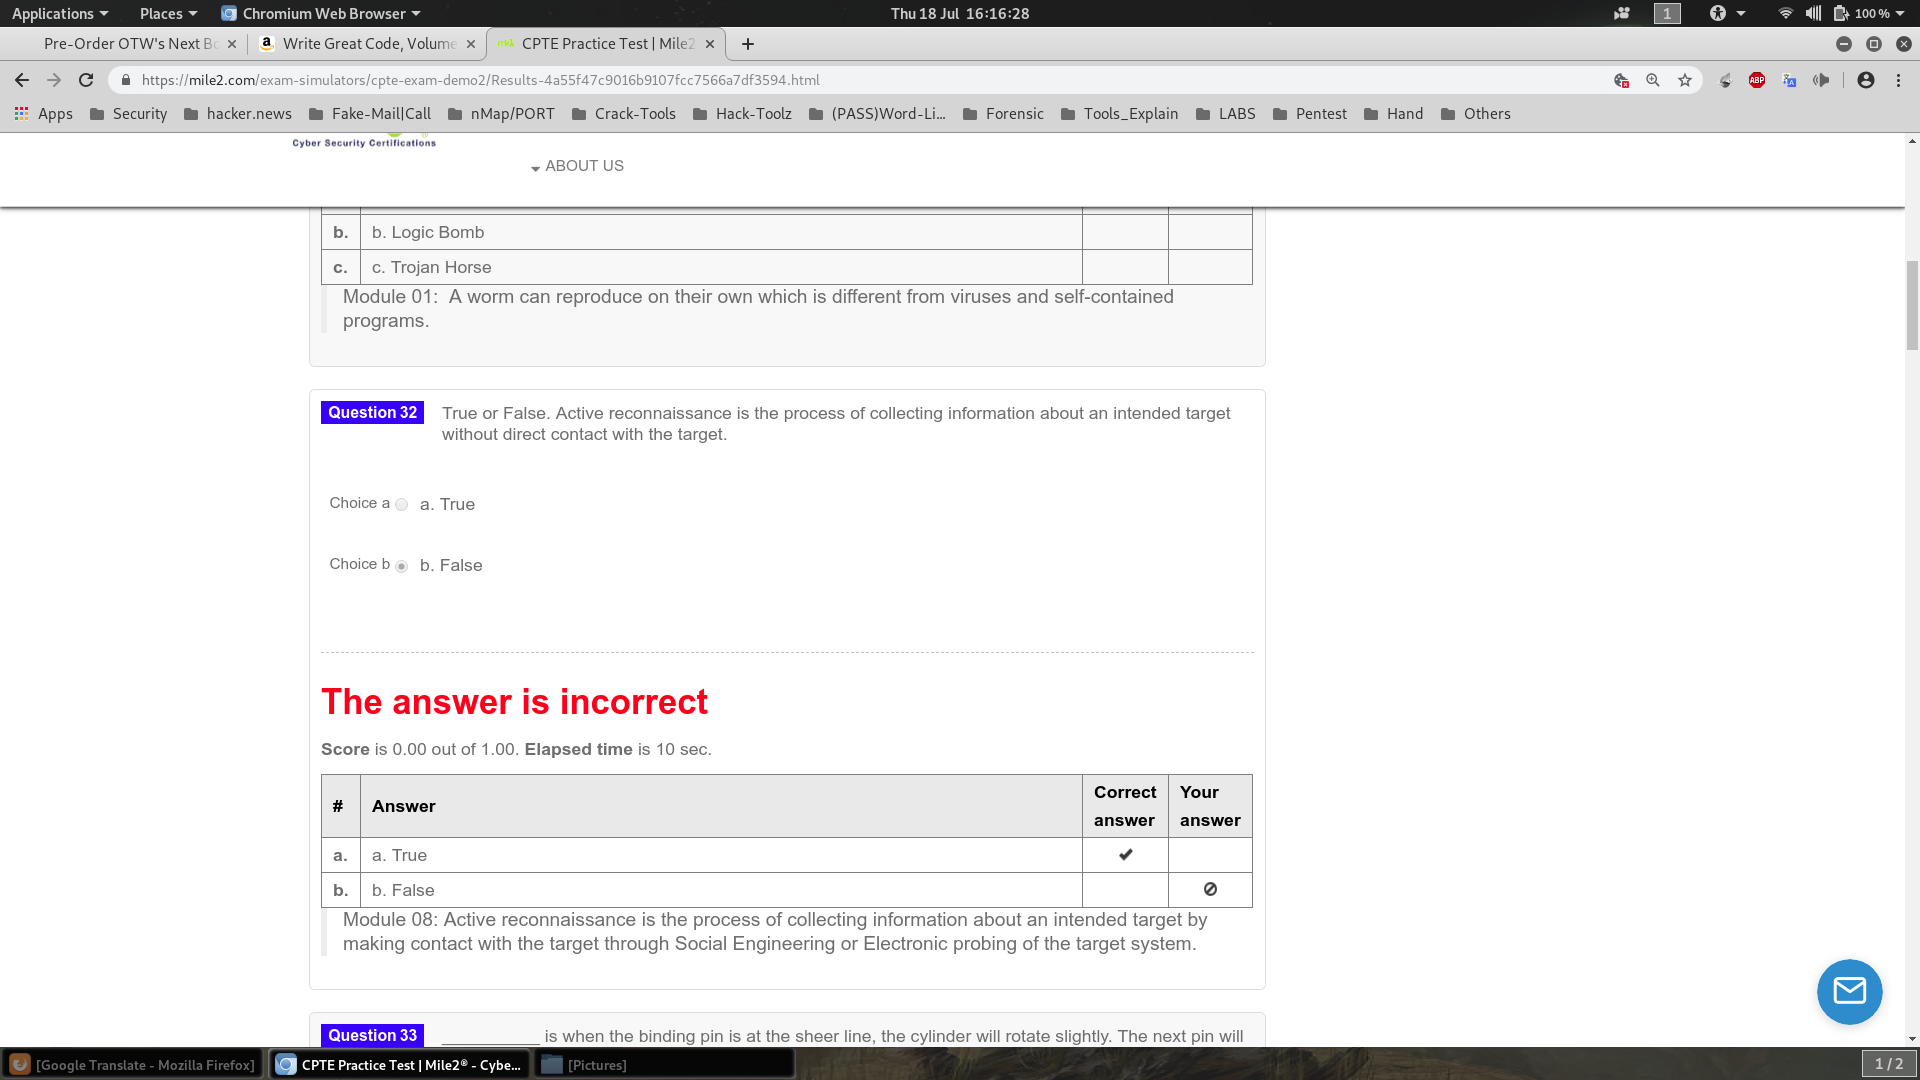 Applications Places Chromium Web Browser Thu 18 Jul 16:16:28 1 100 %
Pre-Order OTW's Next Bo Write Great Code, Volume CPTE Practice Test | Mile2
https://mile2.com/exam-simulators/cpte-exam-demo2/Results-4a55f47c9016b9107fcc7566a7df3594.html ABP
Apps Security hacker.news Fake-Mail|Call nMap/PORT Crack-Tools Hack-Toolz (PASS)Word-Li... Forensic Tools_Explain LABS Pentest Hand Others
Cyber Security Certifications
ABOUT US
b. b. Logic Bomb
c. c. Trojan Horse
Module 01: A worm can reproduce on their own which is different from viruses and self-contained
programs.
Question 32 True or False. Active reconnaissance is the process of collecting information about an intended target
without direct contact with the target.
Choice a a. True
Choice b b. False
The answer is incorrect
Score is 0.00 out of 1.00. Elapsed time is 10 sec.
# Answer Correct answer Your answer
a. a. True
b. b. False
Module 08: Active reconnaissance is the process of collecting information about an intended target by
making contact with the target through Social Engineering or Electronic probing of the target system.
Question 33 __________ is when the binding pin is at the sheer line, the cylinder will rotate slightly. The next pin will
[Google Translate - Mozilla Firefox] CPTE Practice Test | Mile2® - Cybe... [Pictures] 1 / 2